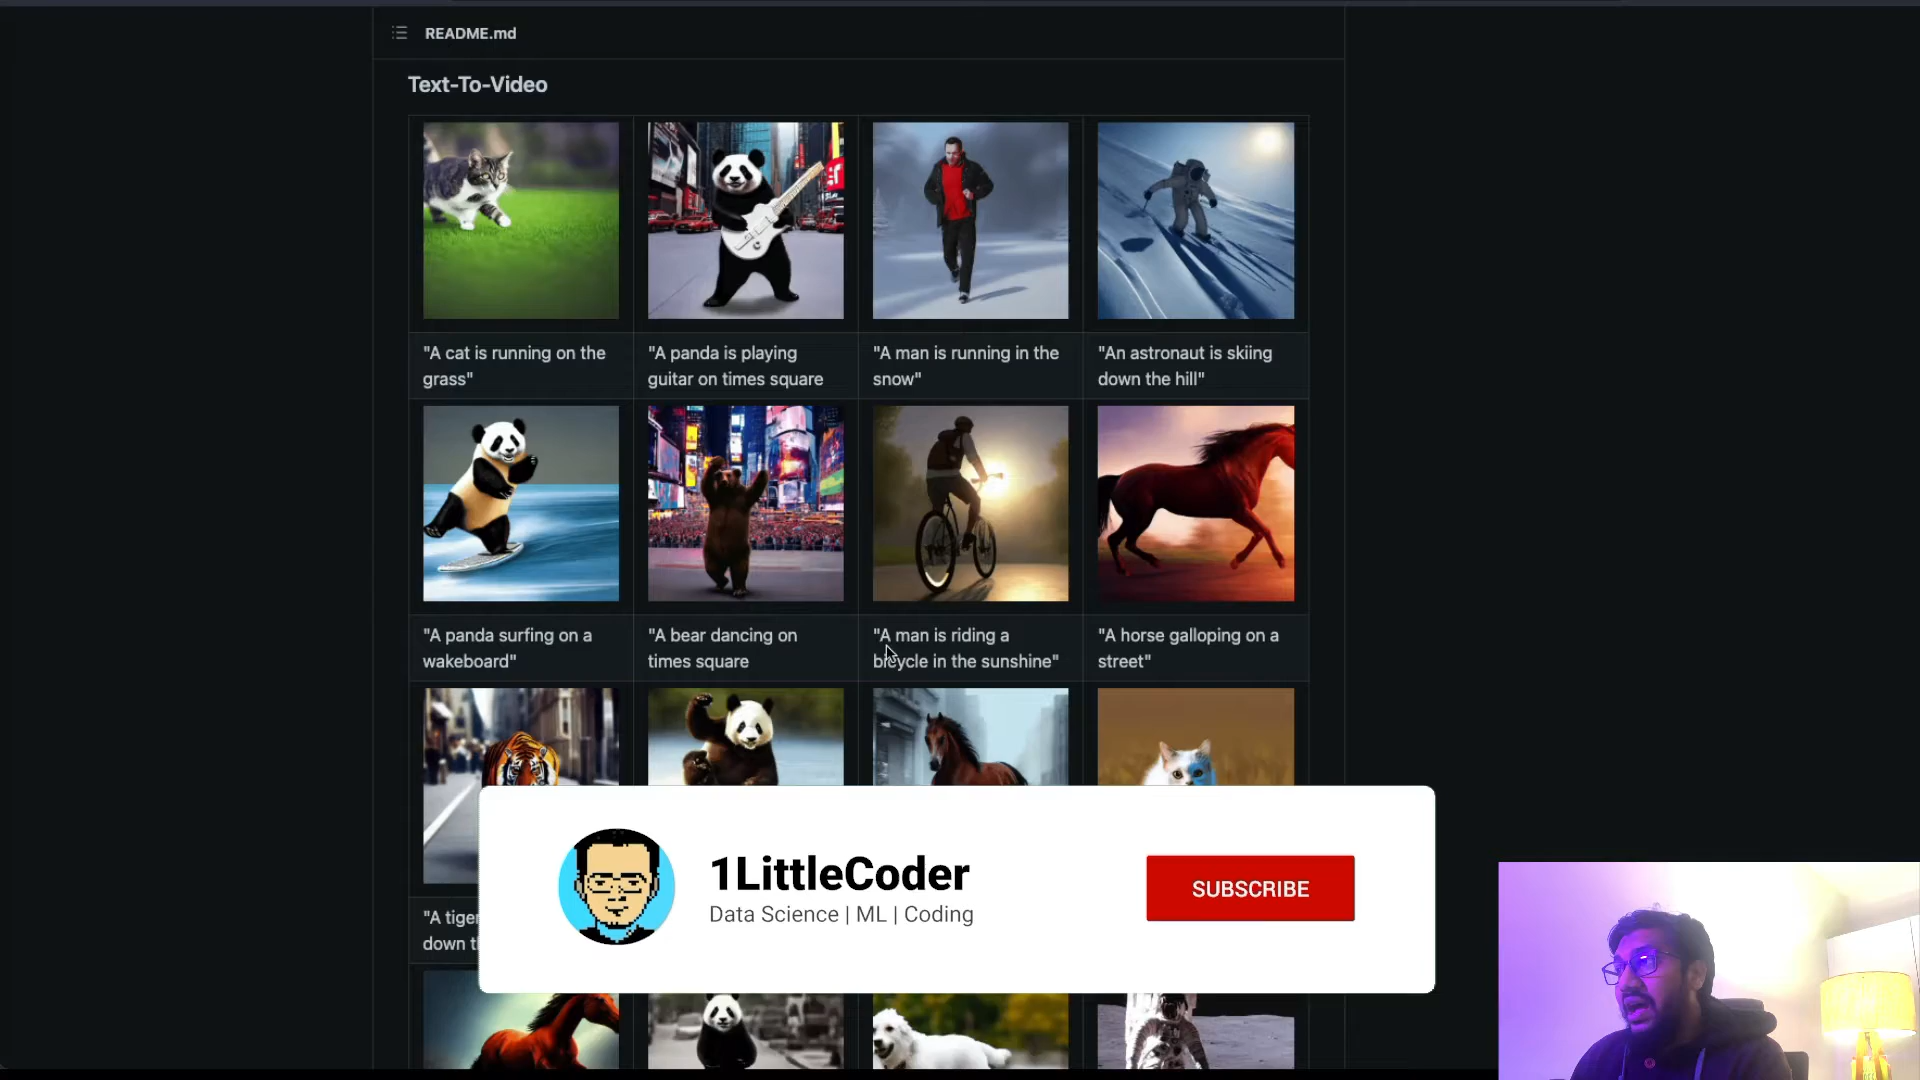 README.md
Text-To-Video
"A cat is running on the
grass"
"A panda is playing
guitar on times square
"A man is running in the
snow"
"An astronaut is skiing
down the hill"
"A panda surfing on a
wakeboard"
"A bear dancing on
times square
"A man is riding a
bicycle in the sunshine"
"A horse galloping on a
street"
"A tiger
down
1LittleCoder
Data Science | ML | Coding
SUBSCRIBE